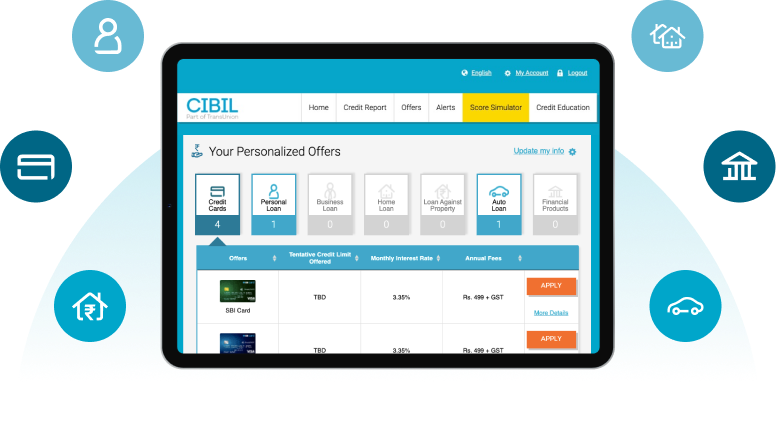 English My Account Logout
CIBIL
Part of TransUnion
Home Credit Report Offers Alerts Score Simulator Credit Education
Your Personalized Offers
Update my info
Credit Cards
4
Personal Loan
1
Business Loan
0
Home Loan
0
Loan Against Property
0
Auto Loan
1
Financial Products
0
Offers
Tentative Credit Limit
Offered
Monthly Interest Rate
Annual Fees
VISA
SBI Card
TBD
3.35%
Rs. 499 + GST
APPLY
More Details
VISA
TBD
3.35%
Rs. 499 + GST
APPLY